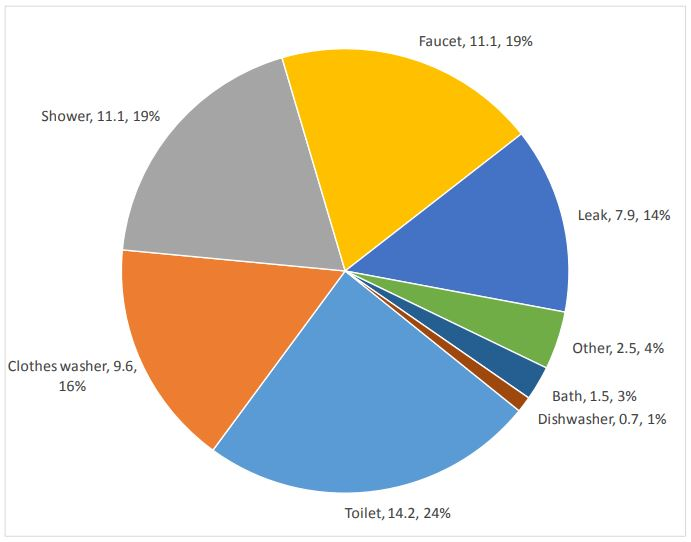 Faucet, 11.1, 19%
Shower, 11.1, 19%
Leak, 7.9, 14%
Other, 2.5, 4%
Clothes washer, 9.6,
16%
Bath, 1.5, 3%
Dishwasher, 0.7, 1%
Toilet, 14.2, 24%